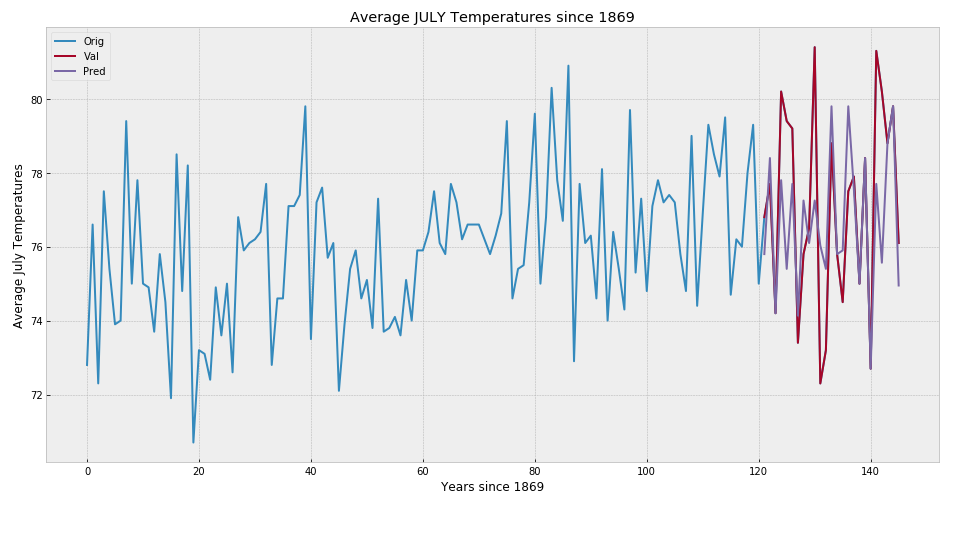 Average JULY Temperatures since 1869
Orig
Val
Pred
Average July Temperatures
80
78
76
74
72
0 20 40 60 80 100 120 140
Years since 1869